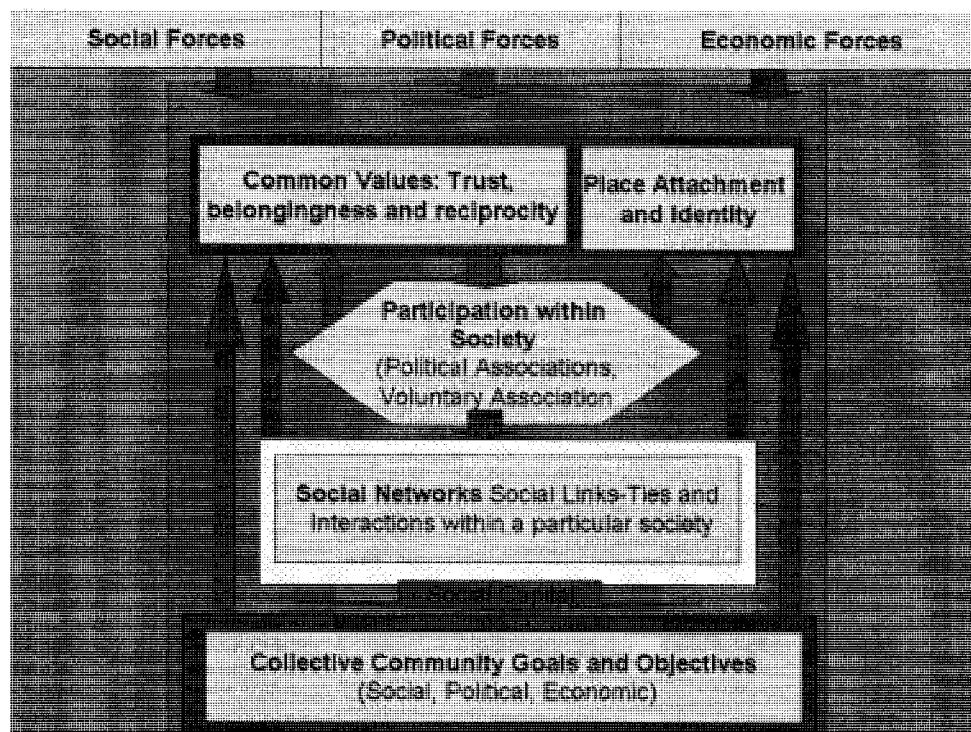 Social Forces
Political Forces
Economic Forces
Common Values: Trust,
belongingness and reciprocity
Place Attachment
and Identity
Participation within
Society
(Political Associations,
Voluntary Association
Social Networks Social Links-Ties and
Interactions within a particular society
Social Capital
Collective Community Goals and Objectives
(Social, Political, Economic)